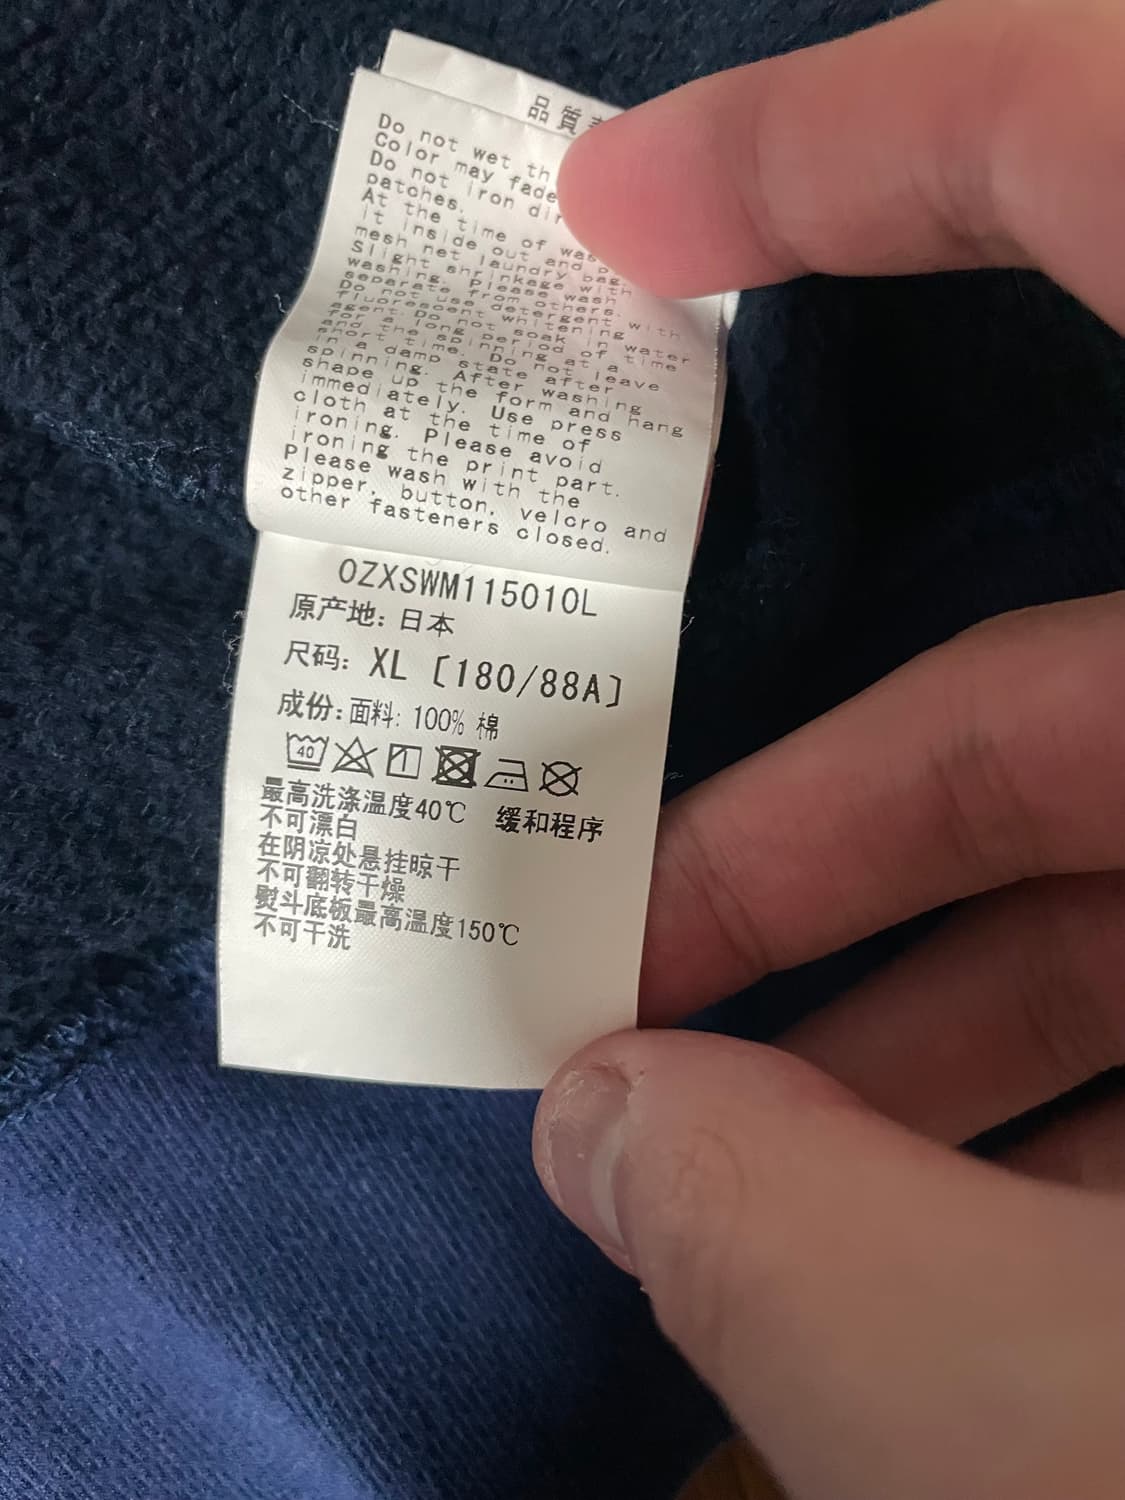 品質
Do not wet
Color may fade
Do not iron
patches.
At the time of
it inside out and
mesh net laundry bag.
Slight shrinkage with
washing. Please wash
separate from others.
Do not use detergent with
fluorescent whitening
agent. Do not soak in water
for a long period of time
and the spinning at a
short time. Do not leave
in a damp state after
spinning. After washing
shape up the form and hang
immediately. Use press
cloth at the time of
ironing. Please avoid
ironing the print part.
Please wash with the
zipper, button, velcro and
other fasteners closed.
OZXSWM115010L
原产地: 日本
尺码: XL [180/88A]
成份: 面料: 100% 棉
40
最高洗涤温度40℃ 缓和程序
不可漂白
在阴凉处悬挂晾干
不可翻转干燥
熨斗底板最高温度150℃
不可干洗